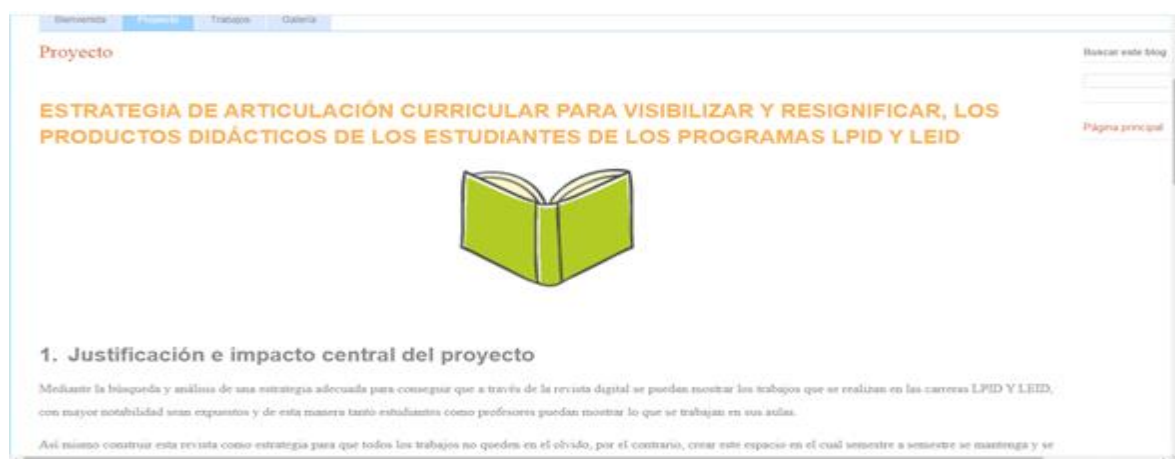 Bienvenida Proyecto Trabajos Galería
Proyecto
Buscar este blog
ESTRATEGIA DE ARTICULACIÓN CURRICULAR PARA VISIBILIZAR Y RESIGNIFICAR, LOS
PRODUCTOS DIDÁCTICOS DE LOS ESTUDIANTES DE LOS PROGRAMAS LPID Y LEID
Página principal
1. Justificación e impacto central del proyecto
Mediante la búsqueda y análisis de una estrategia adecuada para conseguir que a través de la revista digital se puedan mostrar los trabajos que se realizan en las carreras LPID Y LEID,
con mayor notabilidad sean expuestos y de esta manera tanto estudiantes como profesores puedan mostrar lo que se trabajan en sus aulas.
Así mismo construir esta revista como estrategia para que todos los trabajos no queden en el olvido, por el contrario, crear este espacio en el cual semestre a semestre se mantenga y se